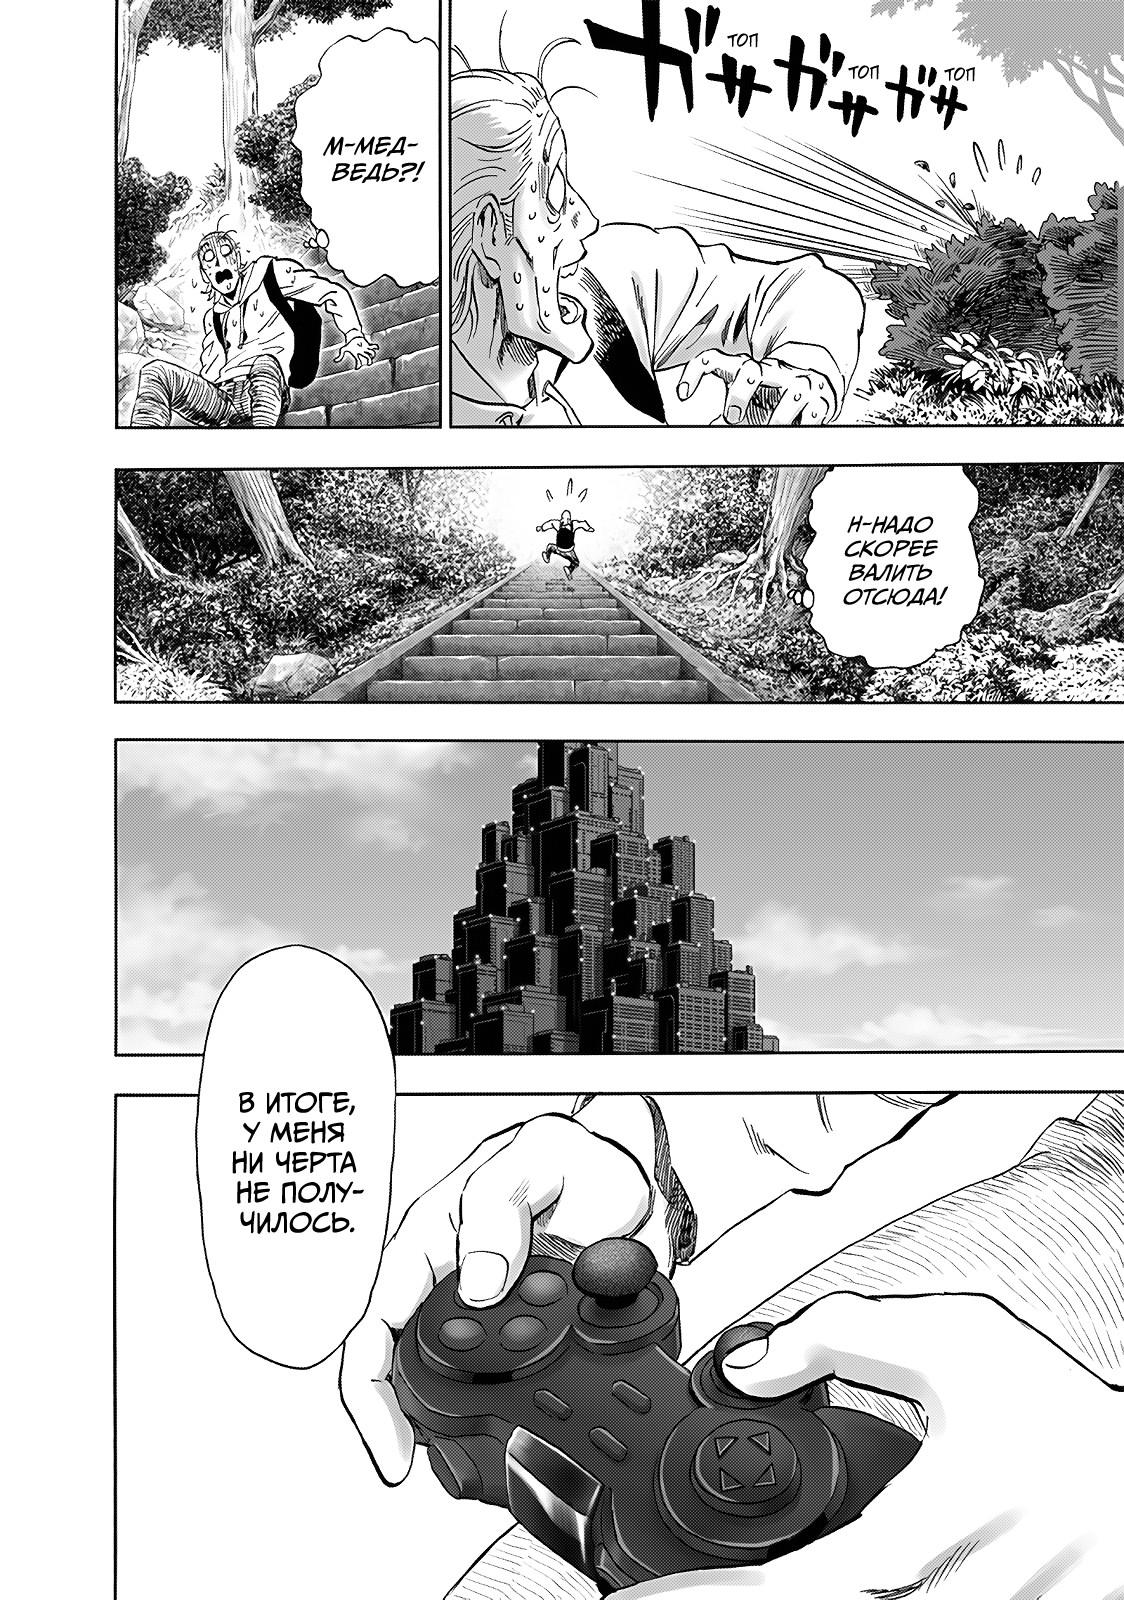 ガサガサガサ
ТОП
ТОП
ТОП
М-МЕД-
ВЕДЬ?!
Н-НАДО
СКОРЕЕ
ВАЛИТЬ
ОТСЮДА!
В ИТОГЕ,
У МЕНЯ
НИ ЧЕРТА
НЕ ПОЛУ-
ЧИЛОСЬ.